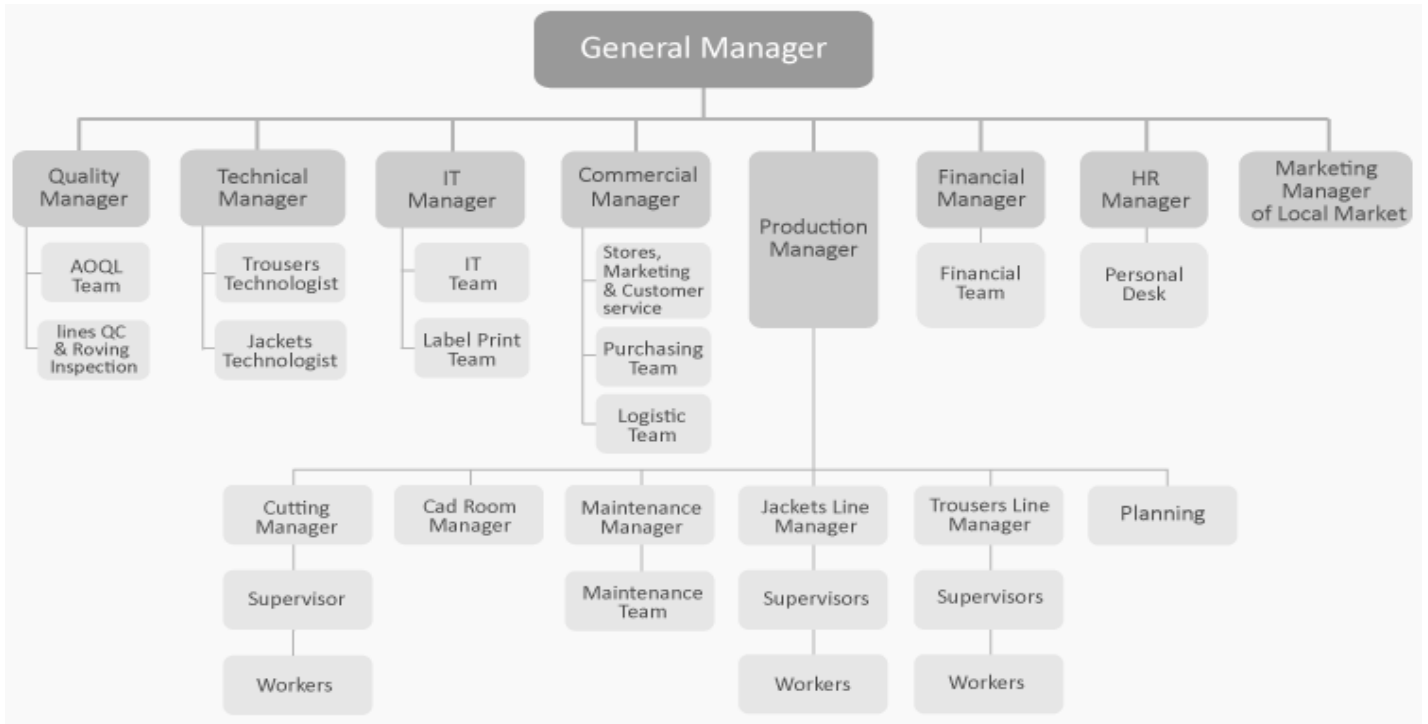 General Manager
Quality
Manager
Technical
Manager
IT
Manager
Commercial
Manager
Production
Manager
Financial
Manager
HR
Manager
Marketing
Manager
of Local Market
AOQL
Team
lines QC
& Roving
Inspection
Trousers
Technologist
Jackets
Technologist
IT
Team
Label Print
Team
Stores,
Marketing
& Customer
service
Purchasing
Team
Logistic
Team
Financial
Team
Personal
Desk
Cutting
Manager
Supervisor
Workers
Cad Room
Manager
Maintenance
Manager
Maintenance
Team
Jackets Line
Manager
Supervisors
Workers
Trousers Line
Manager
Supervisors
Workers
Planning